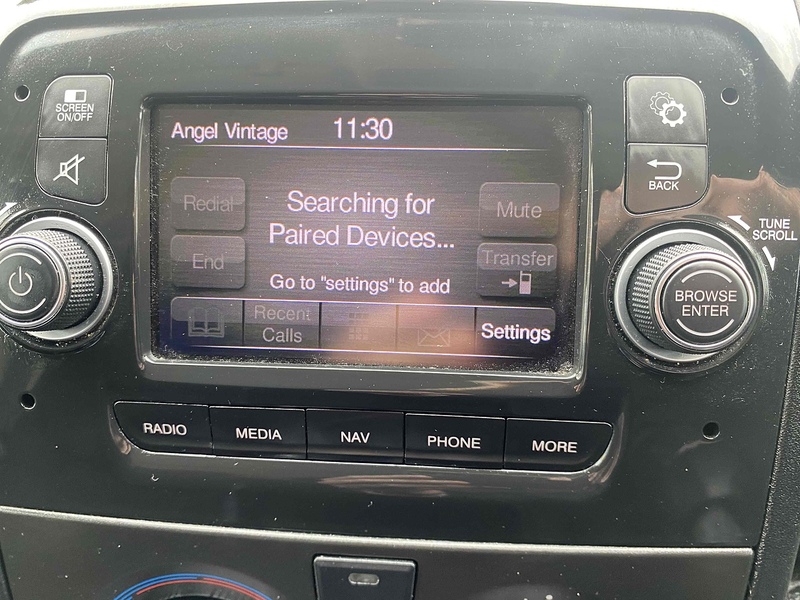 SCREEN
ON/OFF
Angel Vintage 11:30
BACK
Redial
Searching for
Paired Devices...
Mute
End
Transfer
Go to "settings" to add
Recent
Calls
Settings
TUNE
SCROLL
BROWSE
ENTER
RADIO
MEDIA
NAV
PHONE
MORE